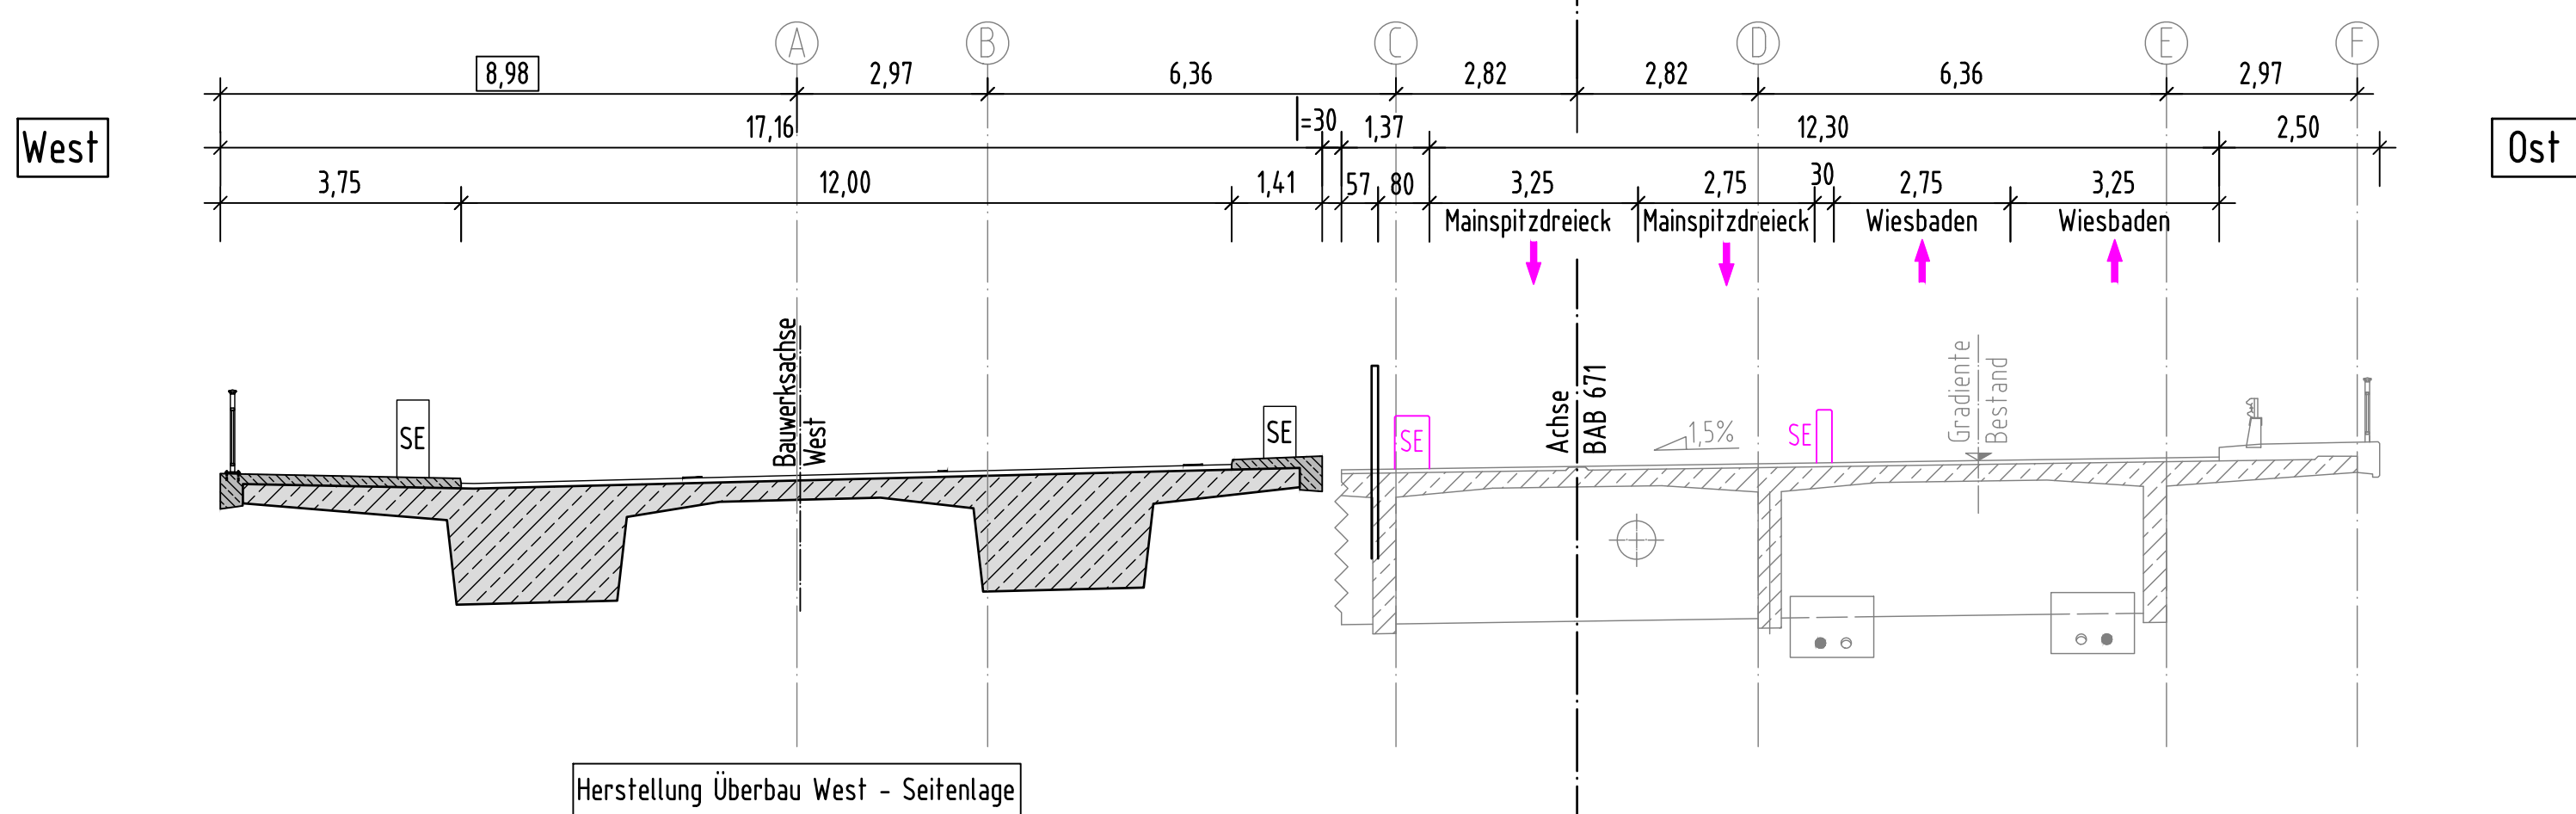 A B C D E F
8,98 2,97 6,36 2,82 2,82 6,36 2,97
17,16 =30 1,37 12,30 2,50
West Ost
3,75 12,00 1,41 57 80 3,25 2,75 30 2,75 3,25
Mainspitzdreieck Mainspitzdreieck Wiesbaden Wiesbaden
Bauwerksachse
West
Achse
BAB 671
Gradiente
Bestand
SE SE SE 1,5% SE
Herstellung Überbau West - Seitenlage